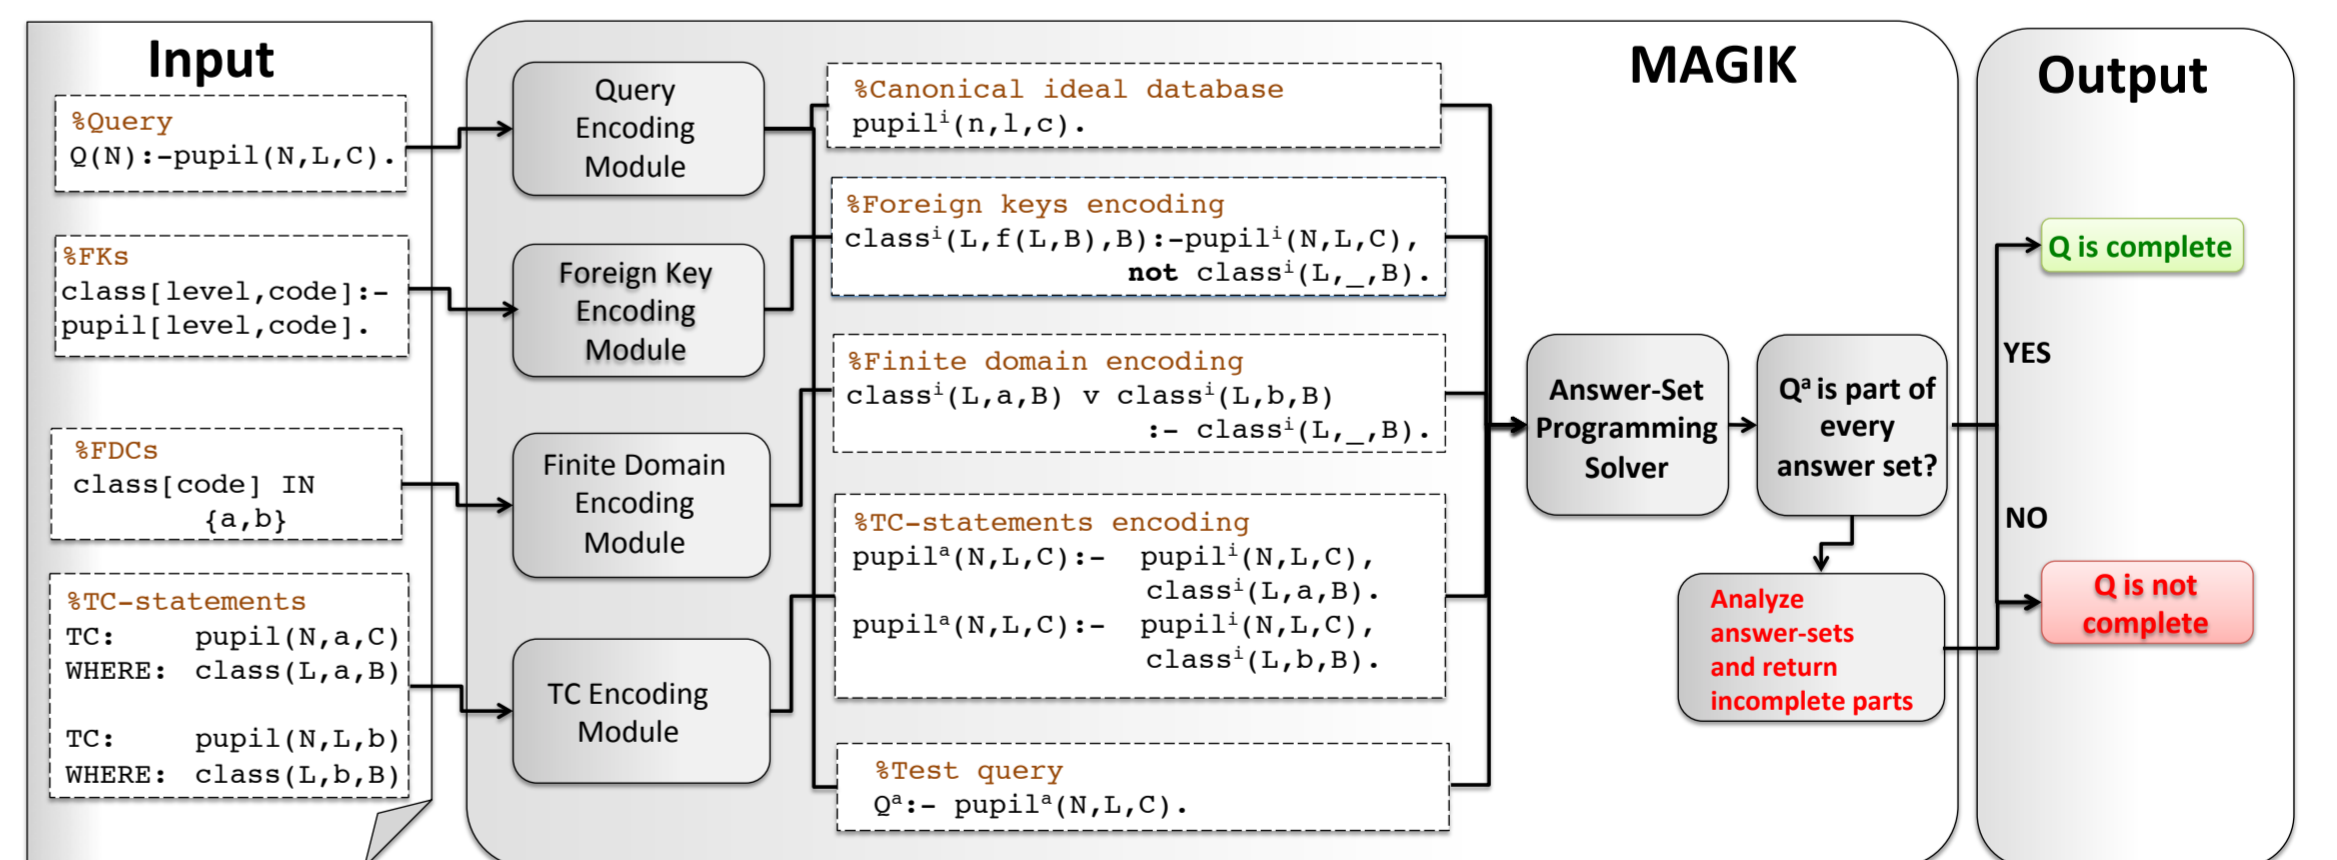 Input
%Query
Q(N):-pupil(N,L,C).
%FKs
class[level,code]:-
pupil[level,code].
%FDCs
class[code] IN
{a,b}
%TC-statements
TC: pupil(N,a,C)
WHERE: class(L,a,B)
TC: pupil(N,L,b)
WHERE: class(L,b,B)
MAGIK
Query
Encoding
Module
Foreign Key
Encoding
Module
Finite Domain
Encoding
Module
TC Encoding
Module
%Canonical ideal database
pupilⁱ(n,l,c).
%Foreign keys encoding
classⁱ(L,f(L,B),B):-pupilⁱ(N,L,C),
not classⁱ(L,_,B).
%Finite domain encoding
classⁱ(L,a,B) v classⁱ(L,b,B)
:- classⁱ(L,_,B).
%TC-statements encoding
pupilᵃ(N,L,C):- pupilⁱ(N,L,C),
classⁱ(L,a,B).
pupilᵃ(N,L,C):- pupilⁱ(N,L,C),
classⁱ(L,b,B).
%Test query
Qᵃ:- pupilᵃ(N,L,C).
Answer-Set
Programming
Solver
Qᵃ is part of
every
answer set?
Analyze
answer-sets
and return
incomplete parts
Output
Q is complete
YES
NO
Q is not
complete